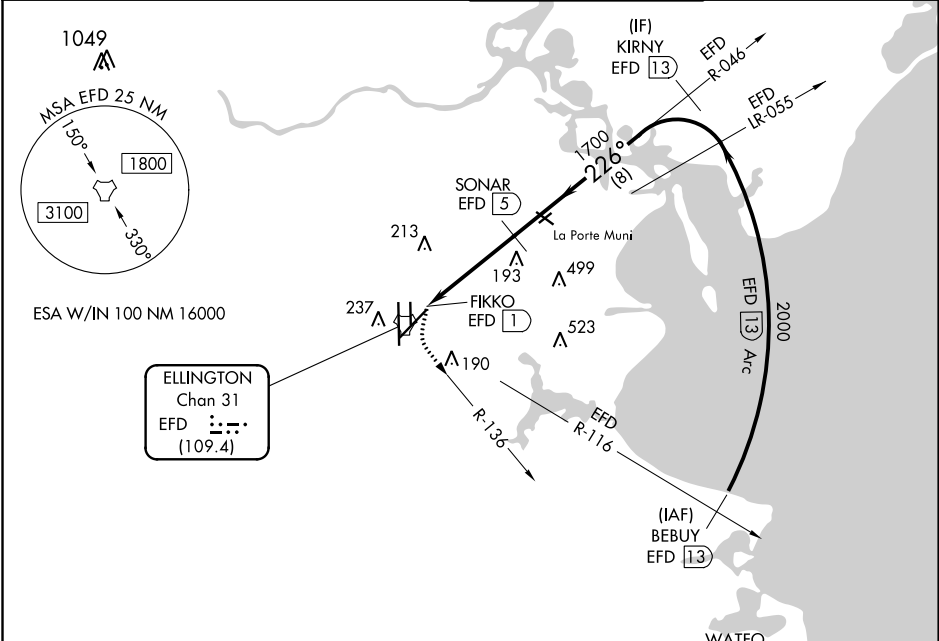 1049
MSA EFD 25 NM
150°
1800
3100
330°
ESA W/IN 100 NM 16000
(IF)
KIRNY
EFD 13
EFD
R-046
EFD
LR-055
1700
226°
(8)
SONAR
EFD 5
La Porte Muni
213
193
499
237
FIKKO
EFD 1
523
190
ELLINGTON
Chan 31
EFD
(109.4)
R-136
EFD
R-116
EFD 13 Arc
2000
(IAF)
BEBUY
EFD 13